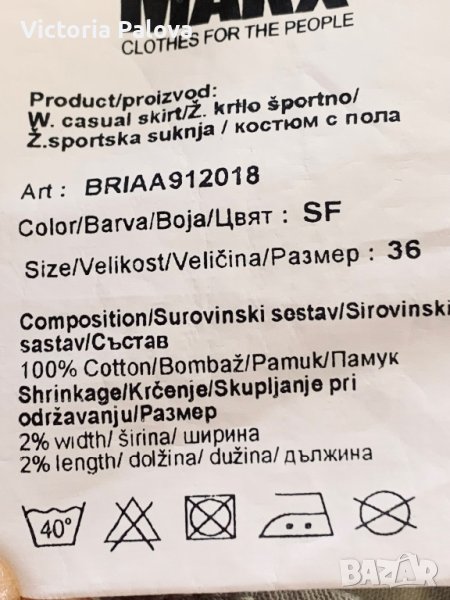 Victoria Palova
MARX
CLOTHES FOR THE PEOPLE
Product/proizvod:
W. casual skirt/Ž. krtlo športno/
Ž.sportska suknja / костюм с пола
Art : BRIAA912018
Color/Barva/Boja/Цвят : SF
Size/Velikost/Veličina/Размер : 36
Composition/Surovinski sestav/Sirovinski
sastav/Състав
100% Cotton/Bombaž/Pamuk/Памук
Shrinkage/Krčenje/Skupljanje pri
održavanju/Размер
2% width/ širina/ ширина
2% length/ dolžina/ dužina/ дължина
40°
BAZAR